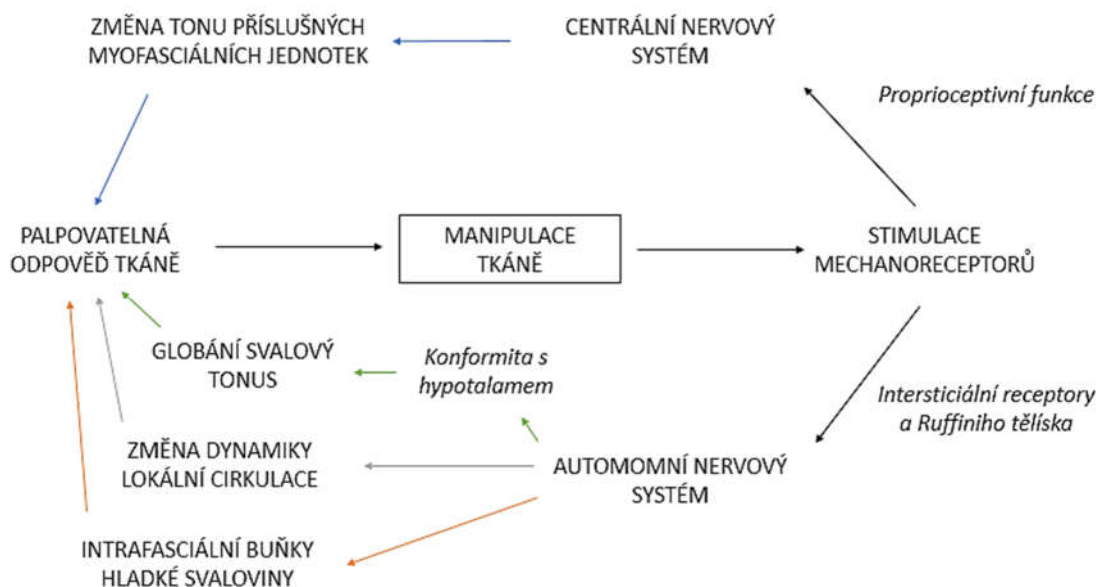 ZMĚNA TONU PŘÍSLUŠNÝCH
MYOFASCIÁLNÍCH JEDNOTEK
CENTRÁLNÍ NERVOVÝ
SYSTÉM
Proprioceptivní funkce
PALPOVATELNÁ
ODPOVĚĎ TKÁNĚ
MANIPULACE
TKÁNĚ
STIMULACE
MECHANORECEPTORŮ
GLOBÁNÍ SVALOVÝ
TONUS
Konformita s
hypotalamem
Intersticiální receptory
a Ruffiniho tělíska
ZMĚNA DYNAMIKY
LOKÁLNÍ CIRKULACE
AUTOMOMNÍ NERVOVÝ
SYSTÉM
INTRAFASCIÁLNÍ BUŇKY
HLADKÉ SVALOVINY